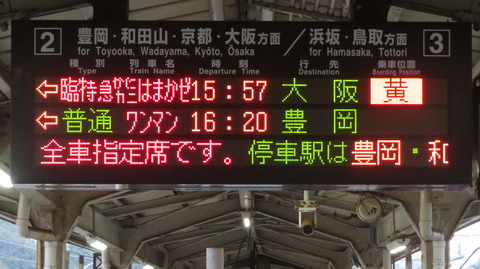 2 豊岡・和田山・京都・大阪方面 / 浜坂・鳥取方面 3
for Toyooka, Wadayama, Kyōto, Ōsaka for Hamasaka, Tottori
種別 列車名 時刻 行先 乗車位置
Type Train Name Departure Time Destination Boarding Position
←臨特急かにカニはまかぜ 15:57 大阪 黄
←普通 ワンマン 16:20 豊岡
全車指定席です。停車駅は豊岡・和